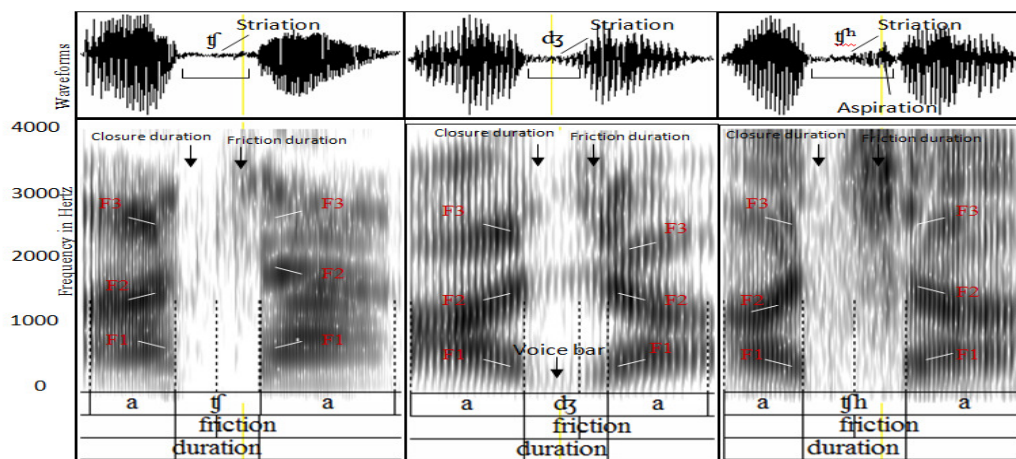 Waveforms
Striation
ʧ
Striation
ʤ
Striation
ʧʰ
Aspiration
4000
3000
2000
1000
0
Frequency in Hertz
Closure duration
Friction duration
F3
F3
F2
F2
F1
F1
Closure duration
Friction duration
F3
F3
F2
F2
F1
F1
Voice bar
Closure duration
Friction duration
F3
F3
F2
F2
F1
F1
a ʧ a a ʤ a a ʧh a
friction friction friction
duration duration duration